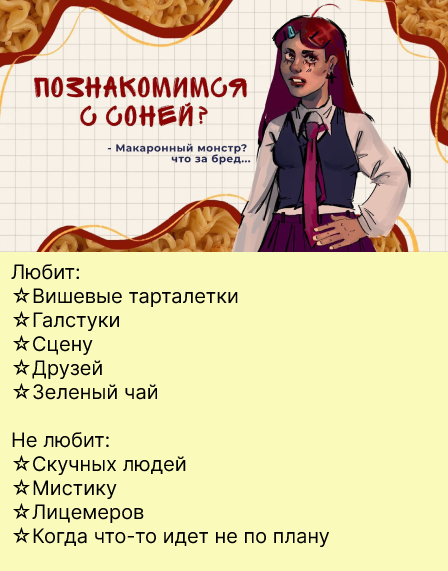 ПОЗНАКОМИМСЯ
С СОНЕЙ?
- Макаронный монстр?
что за бред...
Любит:
☆Вишевые тарталетки
☆Галстуки
☆Сцену
☆Друзей
☆Зеленый чай
Не любит:
☆Скучных людей
☆Мистику
☆Лицемеров
☆Когда что-то идет не по плану